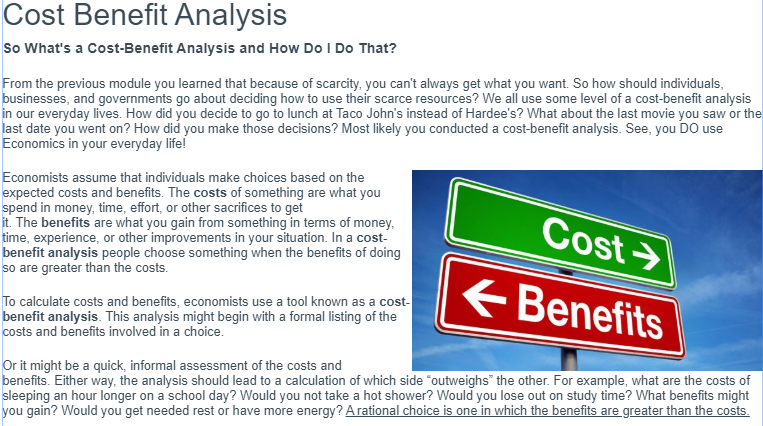 Cost Benefit Analysis
So What's a Cost-Benefit Analysis and How Do I Do That?
From the previous module you learned that because of scarcity, you can't always get what you want. So how should individuals,
businesses, and governments go about deciding how to use their scarce resources? We all use some level of a cost-benefit analysis
in our everyday lives. How did you decide to go to lunch at Taco John's instead of Hardee's? What about the last movie you saw or the
last date you went on? How did you make those decisions? Most likely you conducted a cost-benefit analysis. See, you DO use
Economics in your everyday life!
Economists assume that individuals make choices based on the
expected costs and benefits. The costs of something are what you
spend in money, time, effort, or other sacrifices to get
it. The benefits are what you gain from something in terms of money,
time, experience, or other improvements in your situation. In a cost-
benefit analysis people choose something when the benefits of doing
so are greater than the costs.
Cost →
← Benefits
To calculate costs and benefits, economists use a tool known as a cost-
benefit analysis. This analysis might begin with a formal listing of the
costs and benefits involved in a choice.
Or it might be a quick, informal assessment of the costs and
benefits. Either way, the analysis should lead to a calculation of which side “outweighs” the other. For example, what are the costs of
sleeping an hour longer on a school day? Would you not take a hot shower? Would you lose out on study time? What benefits might
you gain? Would you get needed rest or have more energy? A rational choice is one in which the benefits are greater than the costs.